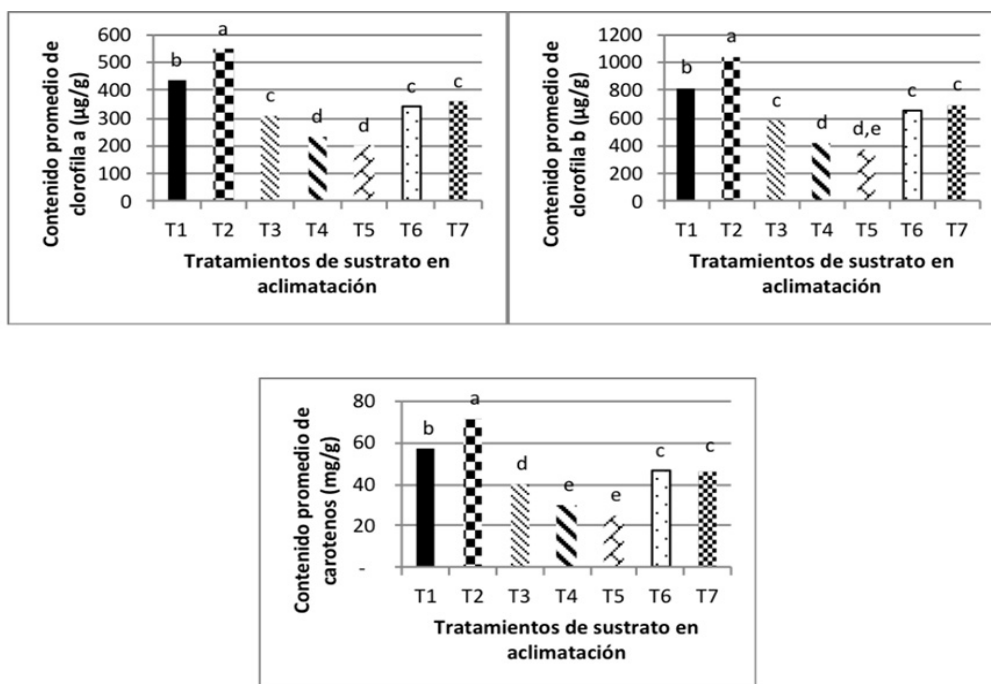 Contenido promedio de
clorofila a (µg/g)
600
500
400
300
200
100
0
b
a
c
d
d
c
c
T1 T2 T3 T4 T5 T6 T7
Tratamientos de sustrato en
aclimatación
Contenido promedio de
clorofila b (µg/g)
1200
1000
800
600
400
200
0
b
a
c
d
d,e
c
c
T1 T2 T3 T4 T5 T6 T7
Tratamientos de sustrato en
aclimatación
Contenido promedio de
carotenos (mg/g)
80
60
40
20
-
b
a
d
e
e
c
c
T1 T2 T3 T4 T5 T6 T7
Tratamientos de sustrato en
aclimatación